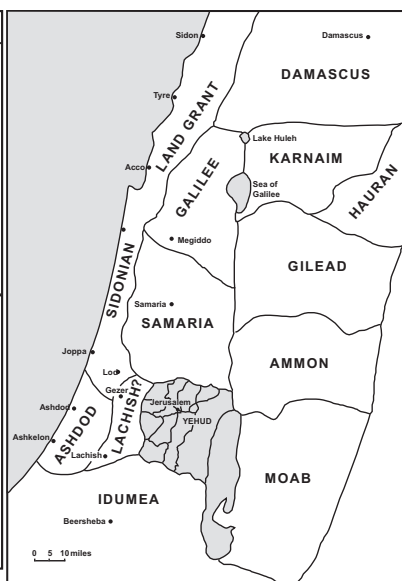 Sidon
Damascus
DAMASCUS
Tyre
LAND GRANT
Lake Huleh
KARNAIM
Acco
GALILEE
Sea of
Galilee
HAURAN
Megiddo
GILEAD
SIDONIAN
Samaria
SAMARIA
Joppa
AMMON
Lod
Gezer
Jerusalem
YEHUD
Ashdod
LACHISH?
ASHDOD
Ashkelon
Lachish
MOAB
IDUMEA
Beersheba
0 5 10 miles